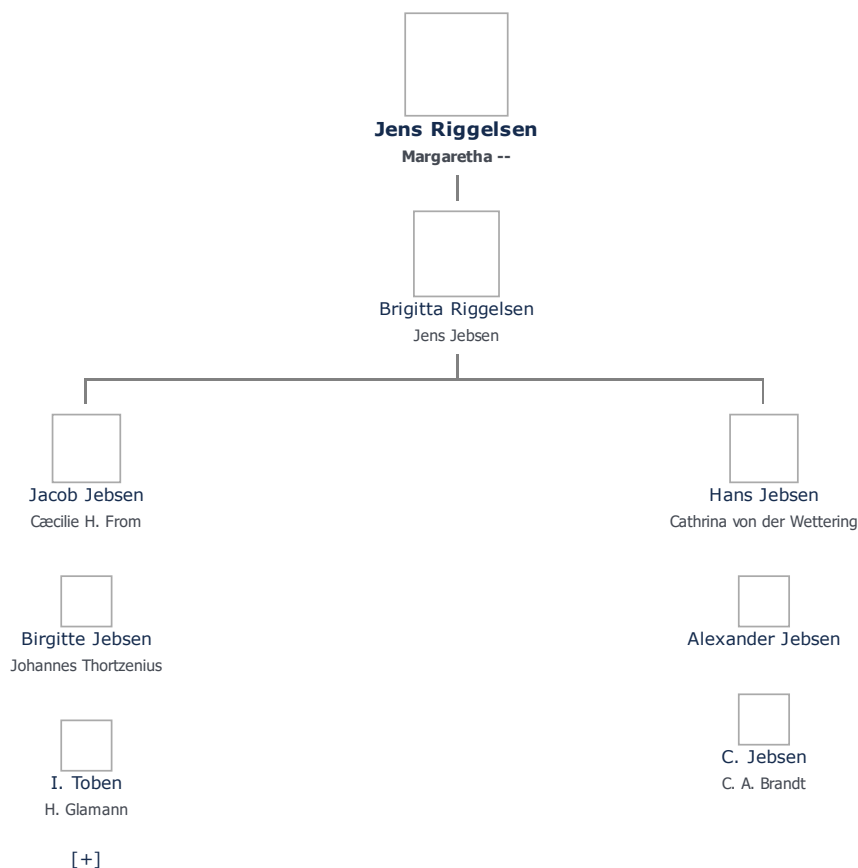 Jens Riggelsen
Margaretha --
Brigitta Riggelsen
Jens Jebsen
Jacob Jebsen
Cæcilie H. From
Birgitte Jebsen
Johannes Thortzenius
I. Toben
H. Glamann
[+]
Hans Jebsen
Cathrina von der Wettering
Alexander Jebsen
C. Jebsen
C. A. Brandt